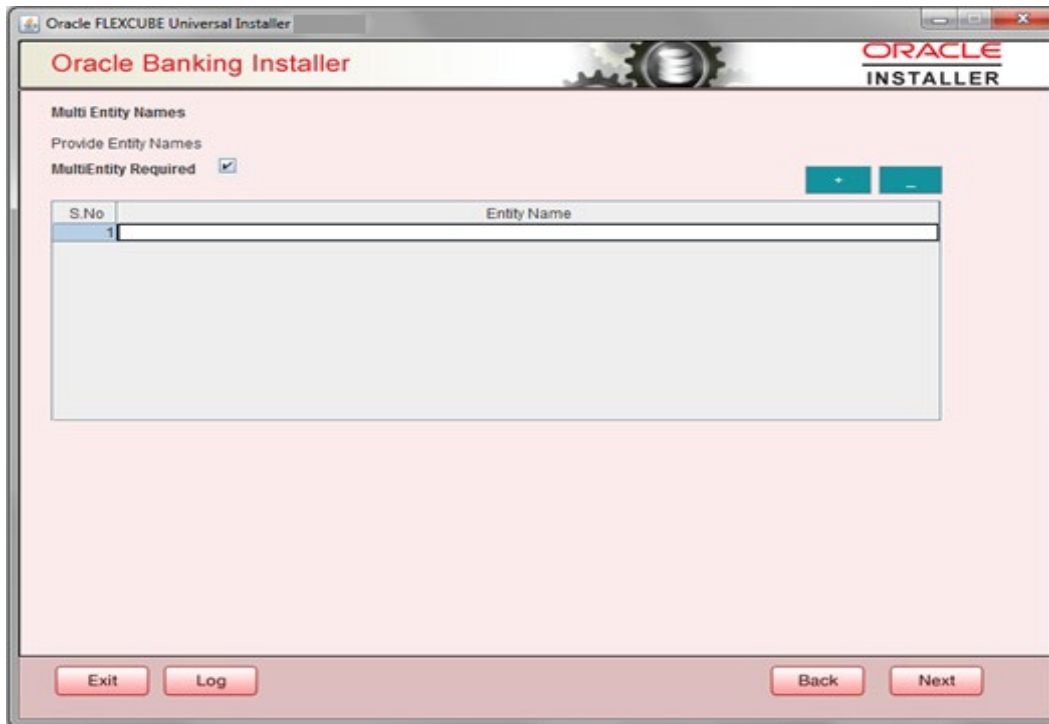 Oracle FLEXCUBE Universal Installer
Oracle Banking Installer
ORACLE
INSTALLER
Multi Entity Names
Provide Entity Names
MultiEntity Required
+ _
S.No Entity Name
1
Exit Log Back Next